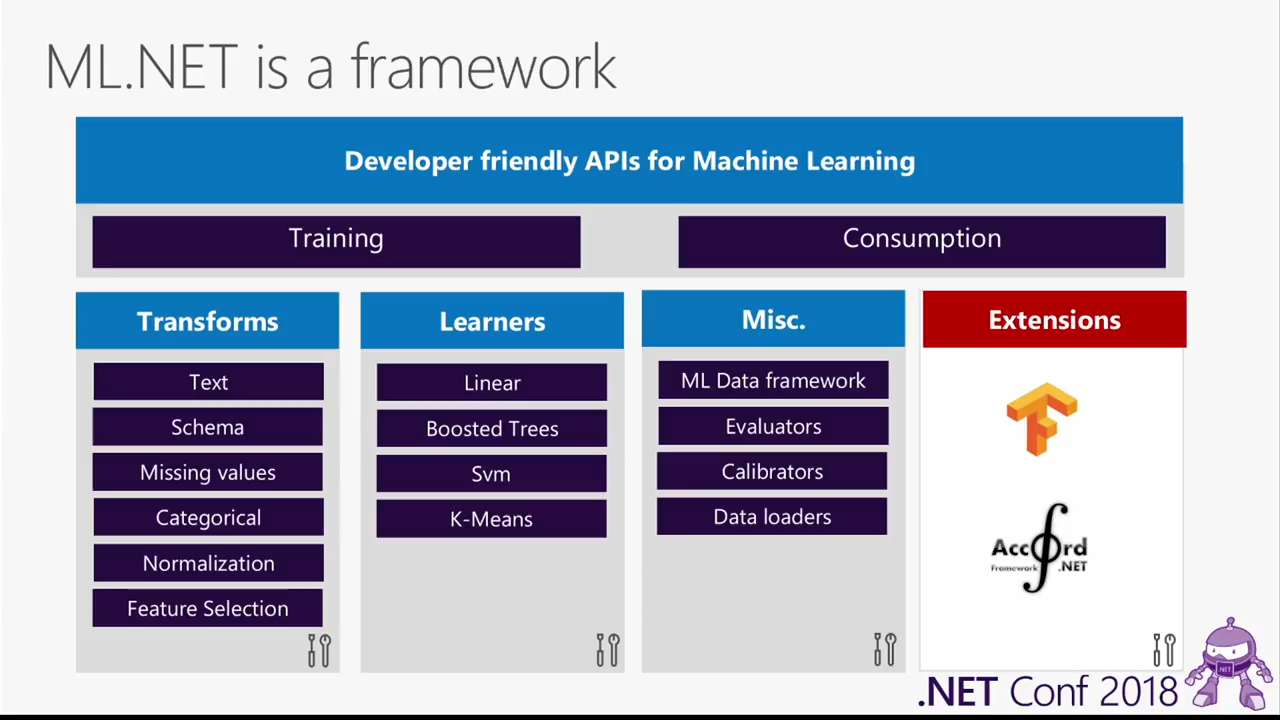 ML.NET is a framework
Developer friendly APIs for Machine Learning
Training
Consumption
Transforms
Text
Schema
Missing values
Categorical
Normalization
Feature Selection
Learners
Linear
Boosted Trees
Svm
K-Means
Misc.
ML Data framework
Evaluators
Calibrators
Data loaders
Extensions
Accord
Framework .NET
.NET Conf 2018
.NET